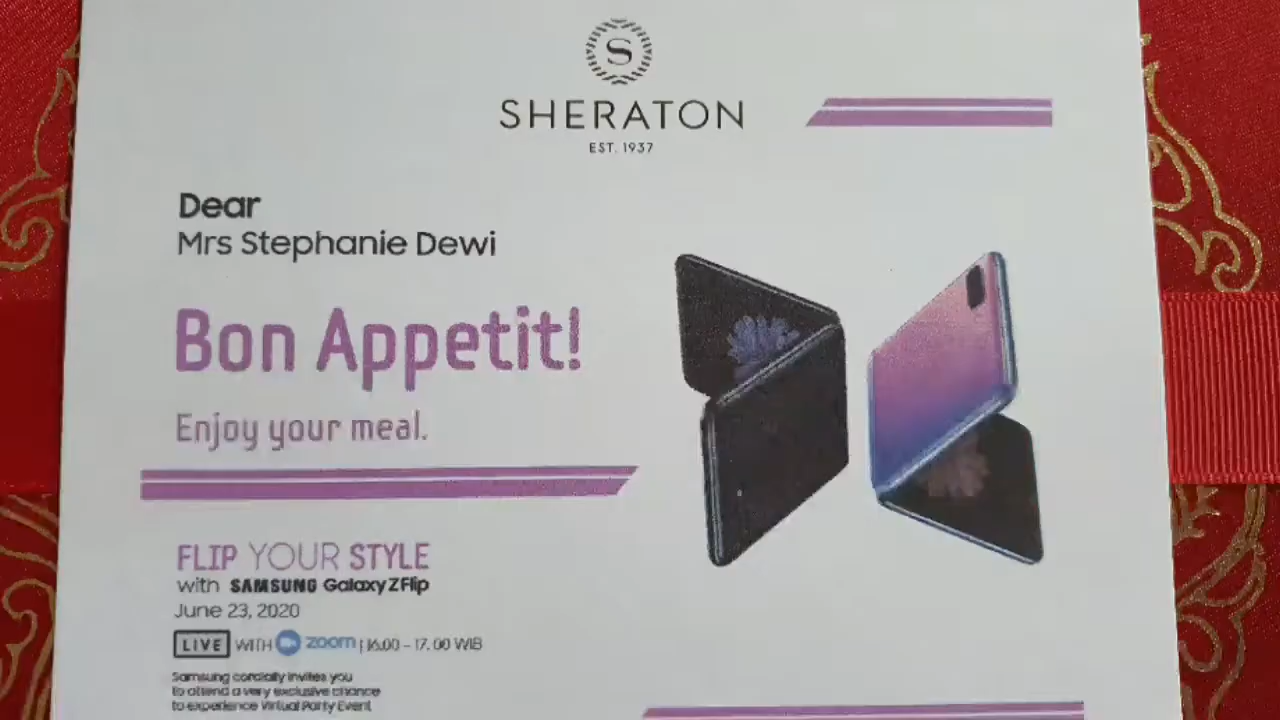 S
SHERATON
EST. 1937
Dear
Mrs Stephanie Dewi
Bon Appetit!
Enjoy your meal.
FLIP YOUR STYLE
with SAMSUNG Galaxy Z Flip
June 23, 2020
LIVE WITH zoom | 16.00 - 17.00 WIB
Samsung cordially invites you
to attend a very exclusive chance
to experience Virtual Party Event